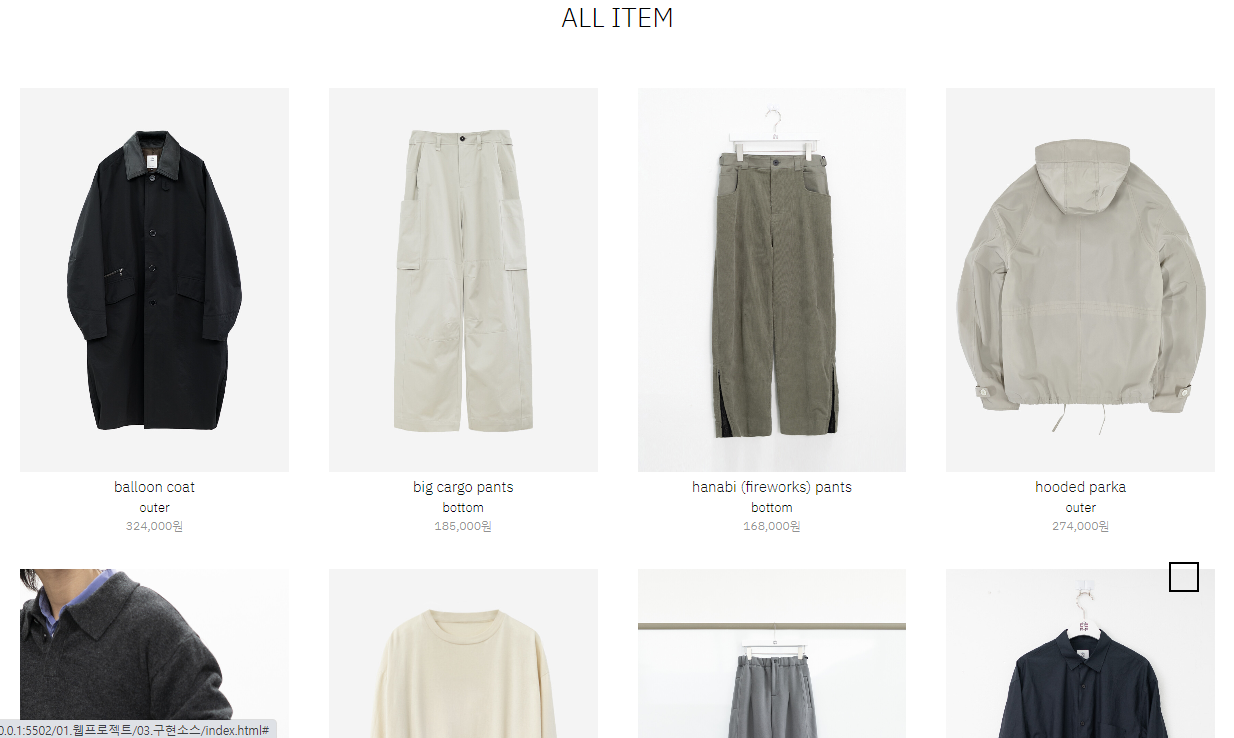 ALL ITEM
balloon coat
outer
324,000원
big cargo pants
bottom
185,000원
hanabi (fireworks) pants
bottom
168,000원
hooded parka
outer
274,000원
0.0.1:5502/01.웹프로젝트/03.구현소스/index.html#